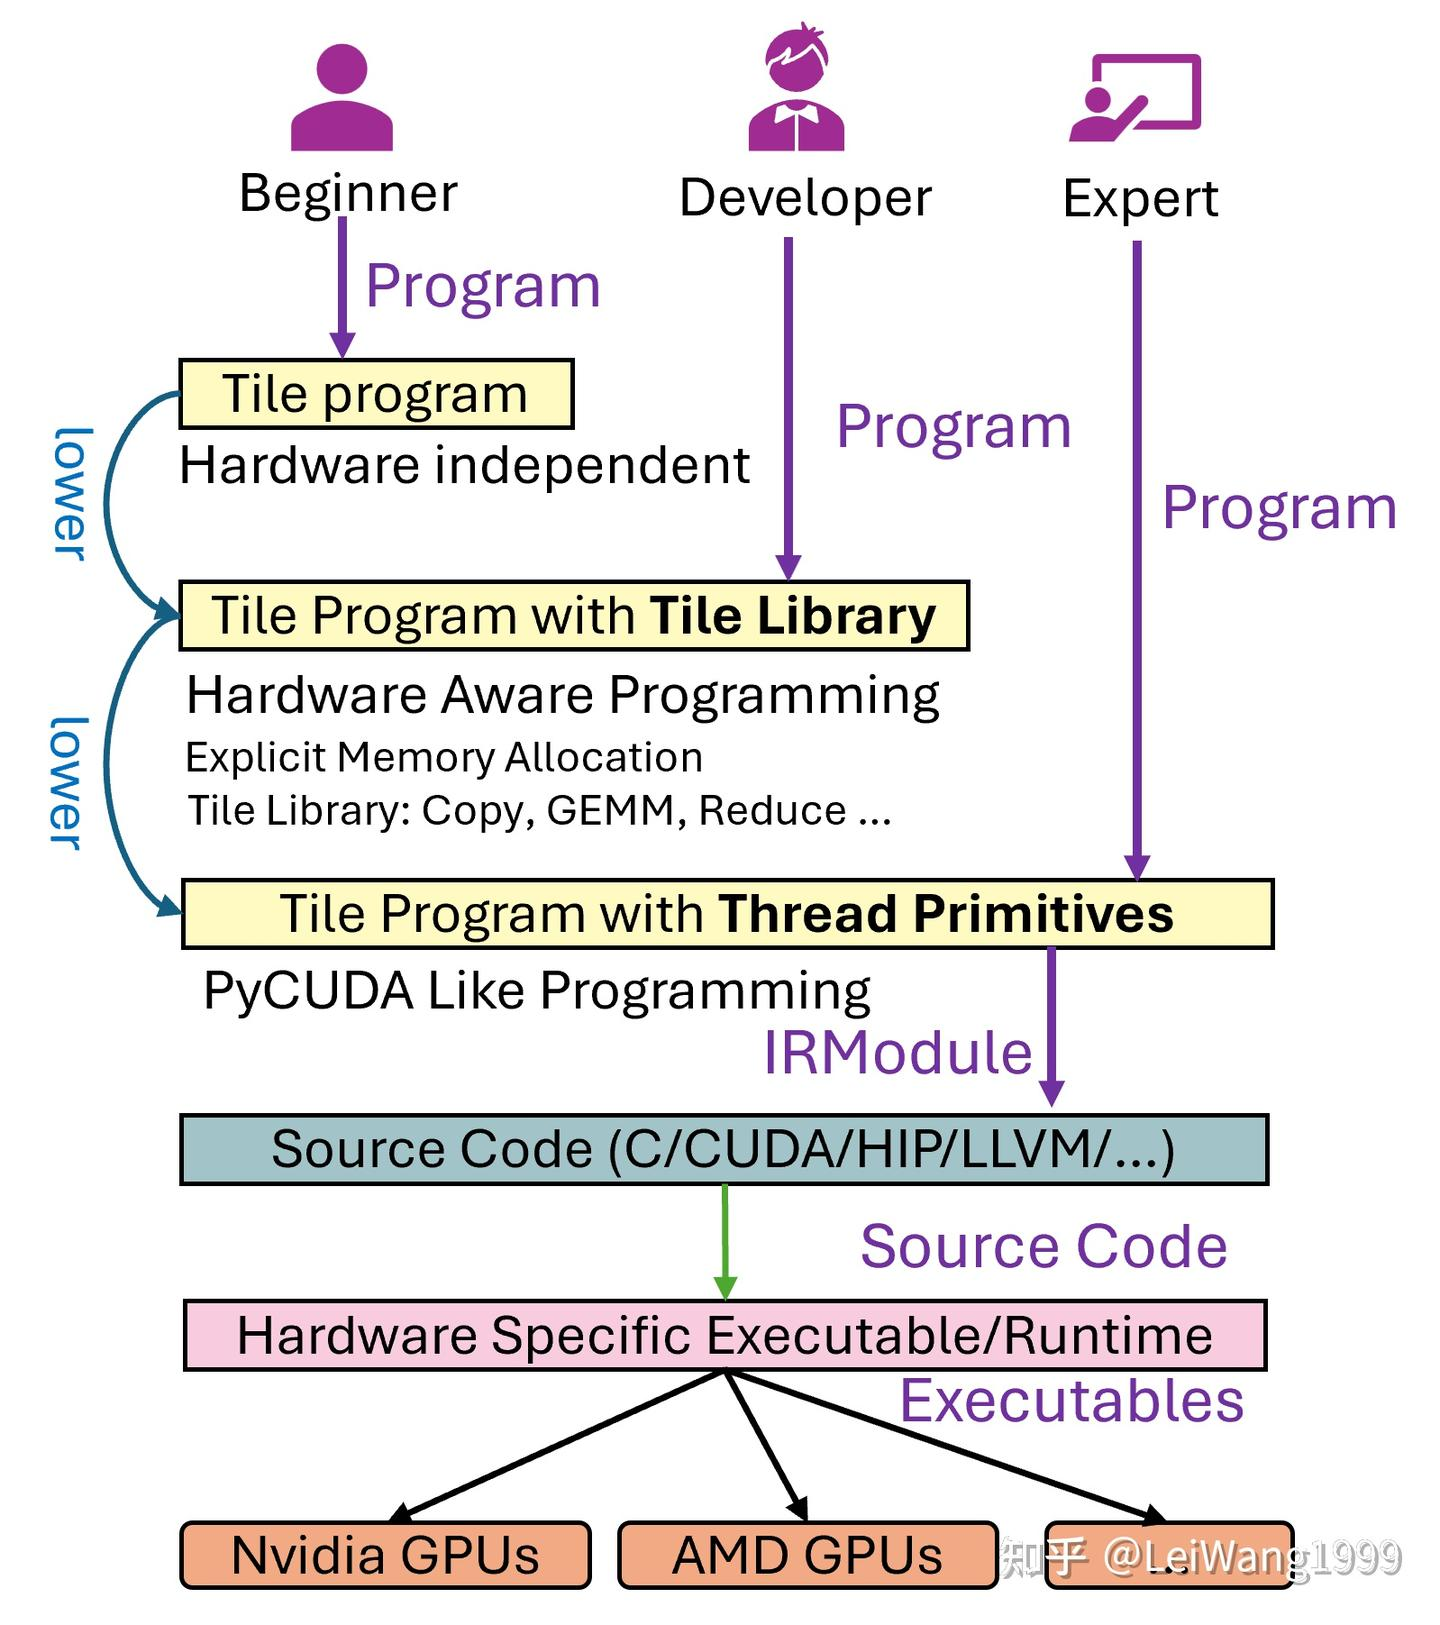 Beginner
Developer
Expert
Program
Tile program
Program
Hardware independent
lower
Program
Tile Program with Tile Library
Hardware Aware Programming
Explicit Memory Allocation
Tile Library: Copy, GEMM, Reduce ...
lower
Tile Program with Thread Primitives
PyCUDA Like Programming
IRModule
Source Code (C/CUDA/HIP/LLVM/...)
Source Code
Hardware Specific Executable/Runtime
Executables
Nvidia GPUs
AMD GPUs
...
知乎 @LeiWang1999